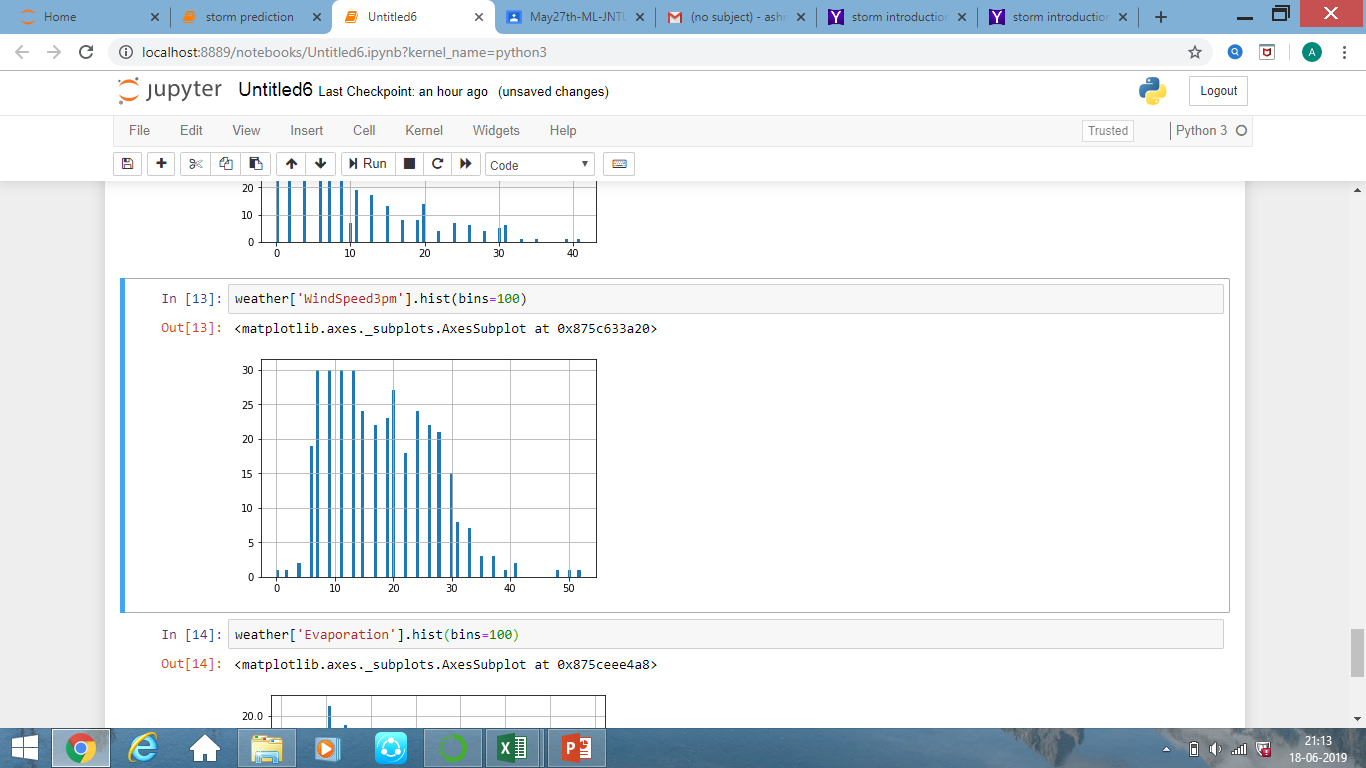 Home
storm prediction
Untitled6
May27th-ML-JNTU
(no subject) - ashr
storm introduction
storm introduction
localhost:8889/notebooks/Untitled6.ipynb?kernel_name=python3
A
jupyter Untitled6 Last Checkpoint: an hour ago (unsaved changes)
Logout
File Edit View Insert Cell Kernel Widgets Help
Trusted Python 3
Run Code
20
10
0
0 10 20 30 40
In [13]: weather['WindSpeed3pm'].hist(bins=100)
Out[13]: <matplotlib.axes._subplots.AxesSubplot at 0x875c633a20>
30
25
20
15
10
5
0
0 10 20 30 40 50
In [14]: weather['Evaporation'].hist(bins=100)
Out[14]: <matplotlib.axes._subplots.AxesSubplot at 0x875ceee4a8>
20.0
21:13
18-06-2019